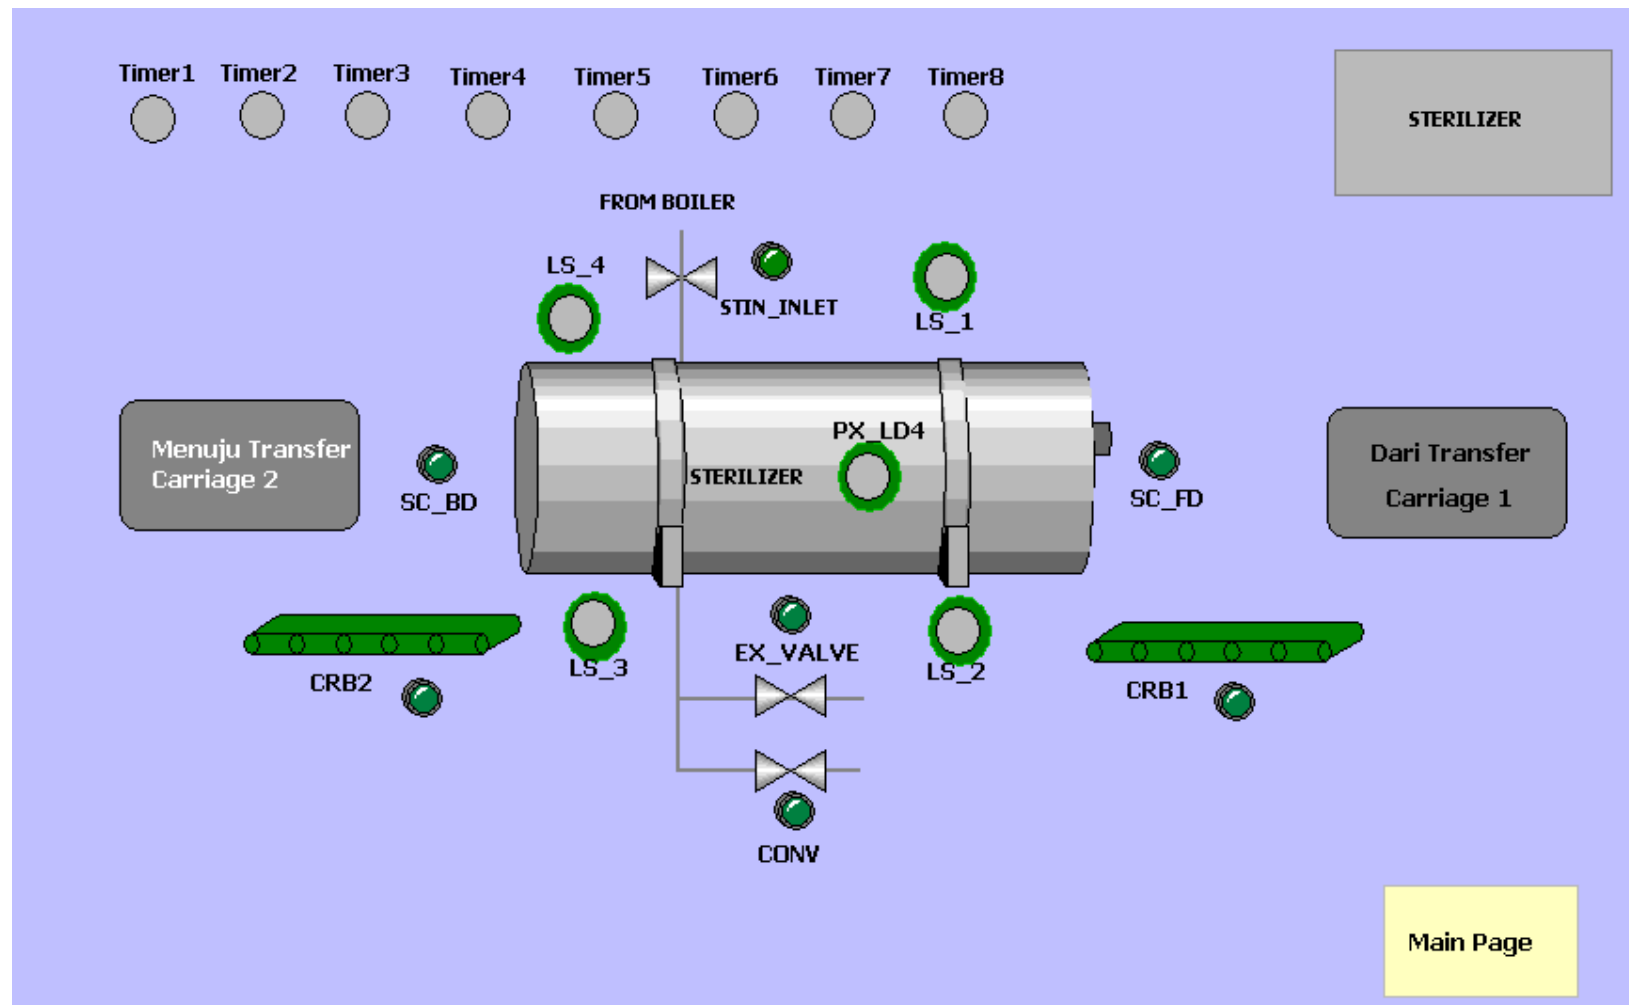 Timer1 Timer2 Timer3 Timer4 Timer5 Timer6 Timer7 Timer8
STERILIZER
FROM BOILER
LS_4
STIN_INLET
LS_1
Menuju Transfer
Carriage 2
SC_BD
PX_LD4
STERILIZER
SC_FD
Dari Transfer
Carriage 1
CRB2
LS_3
EX_VALVE
LS_2
CRB1
CONV
Main Page